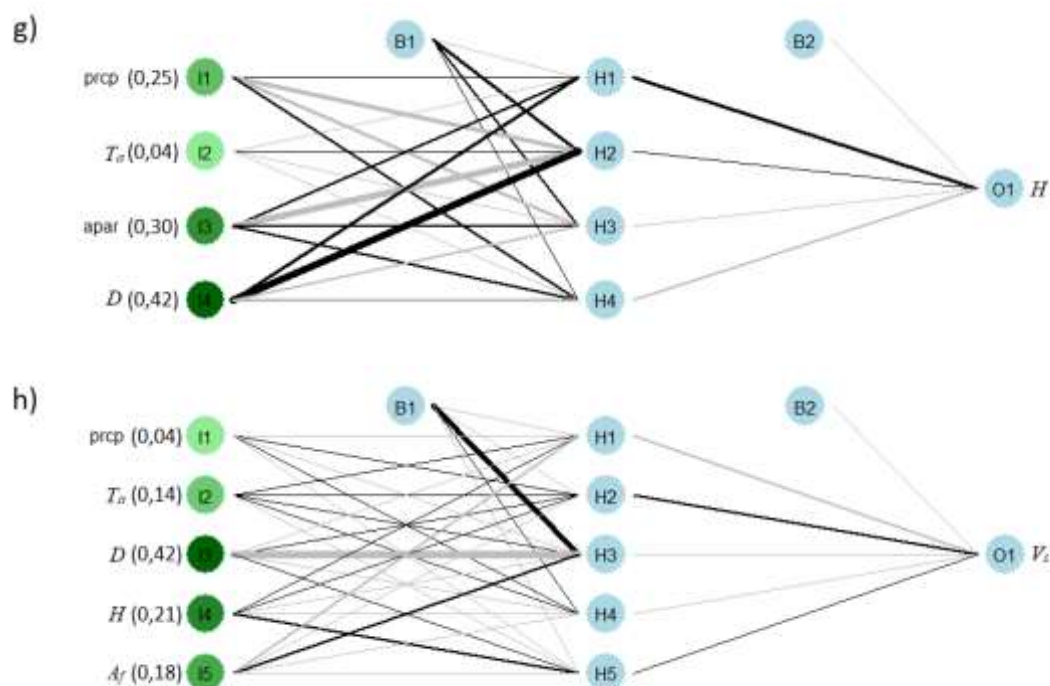 g)
B1 B2
prcp (0,25) I1 H1
Ta (0,04) I2 H2
O1 H
apar (0,30) I3 H3
D (0,42) I4 H4
h)
B1 B2
prcp (0,04) I1 H1
Ta (0,14) I2 H2
D (0,42) I3 H3 O1
H (0,21) I4 H4
Af (0,18) I5 H5